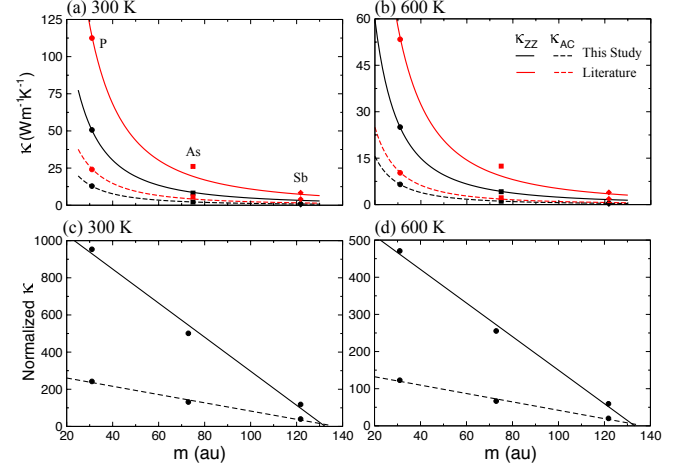 (a) 300 K
(b) 600 K
κ (Wm⁻¹K⁻¹)
125
100
75
50
25
0
P
As
Sb
60
45
30
15
0
κZZ κAC
This Study
Literature
(c) 300 K
(d) 600 K
Normalized κ
1000
800
600
400
200
0
20 40 60 80 100 120 140
m (au)
500
400
300
200
100
0
20 40 60 80 100 120 140
m (au)